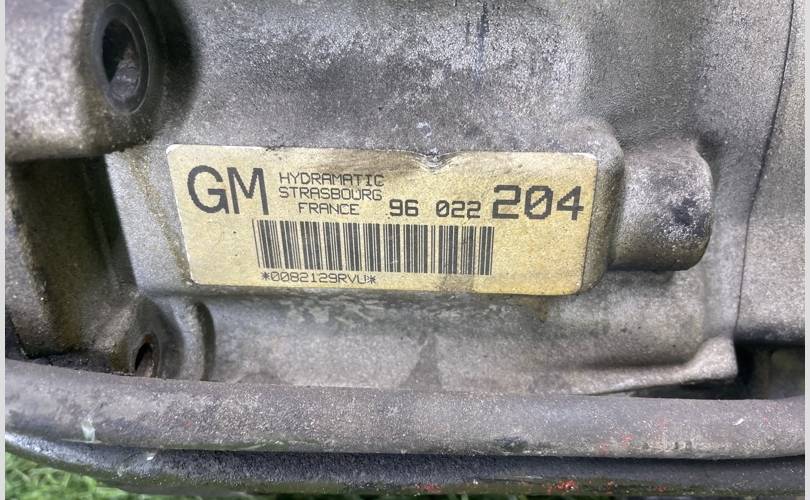 GM HYDRAMATIC
STRASBOURG
FRANCE 96 022 204
*0082129RVU*